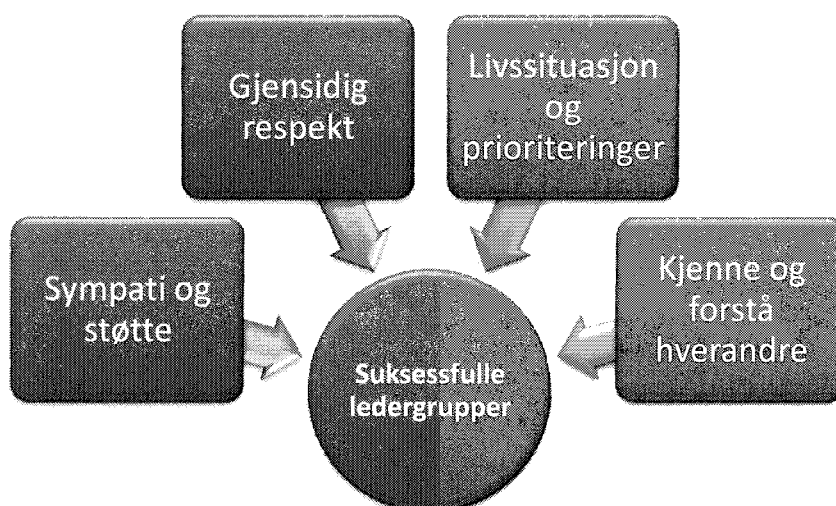 Gjensidig
respekt
Livssituasjon
og
prioriteringer
Sympati og
støtte
Kjenne og
forstå
hverandre
Suksessfulle
ledergrupper